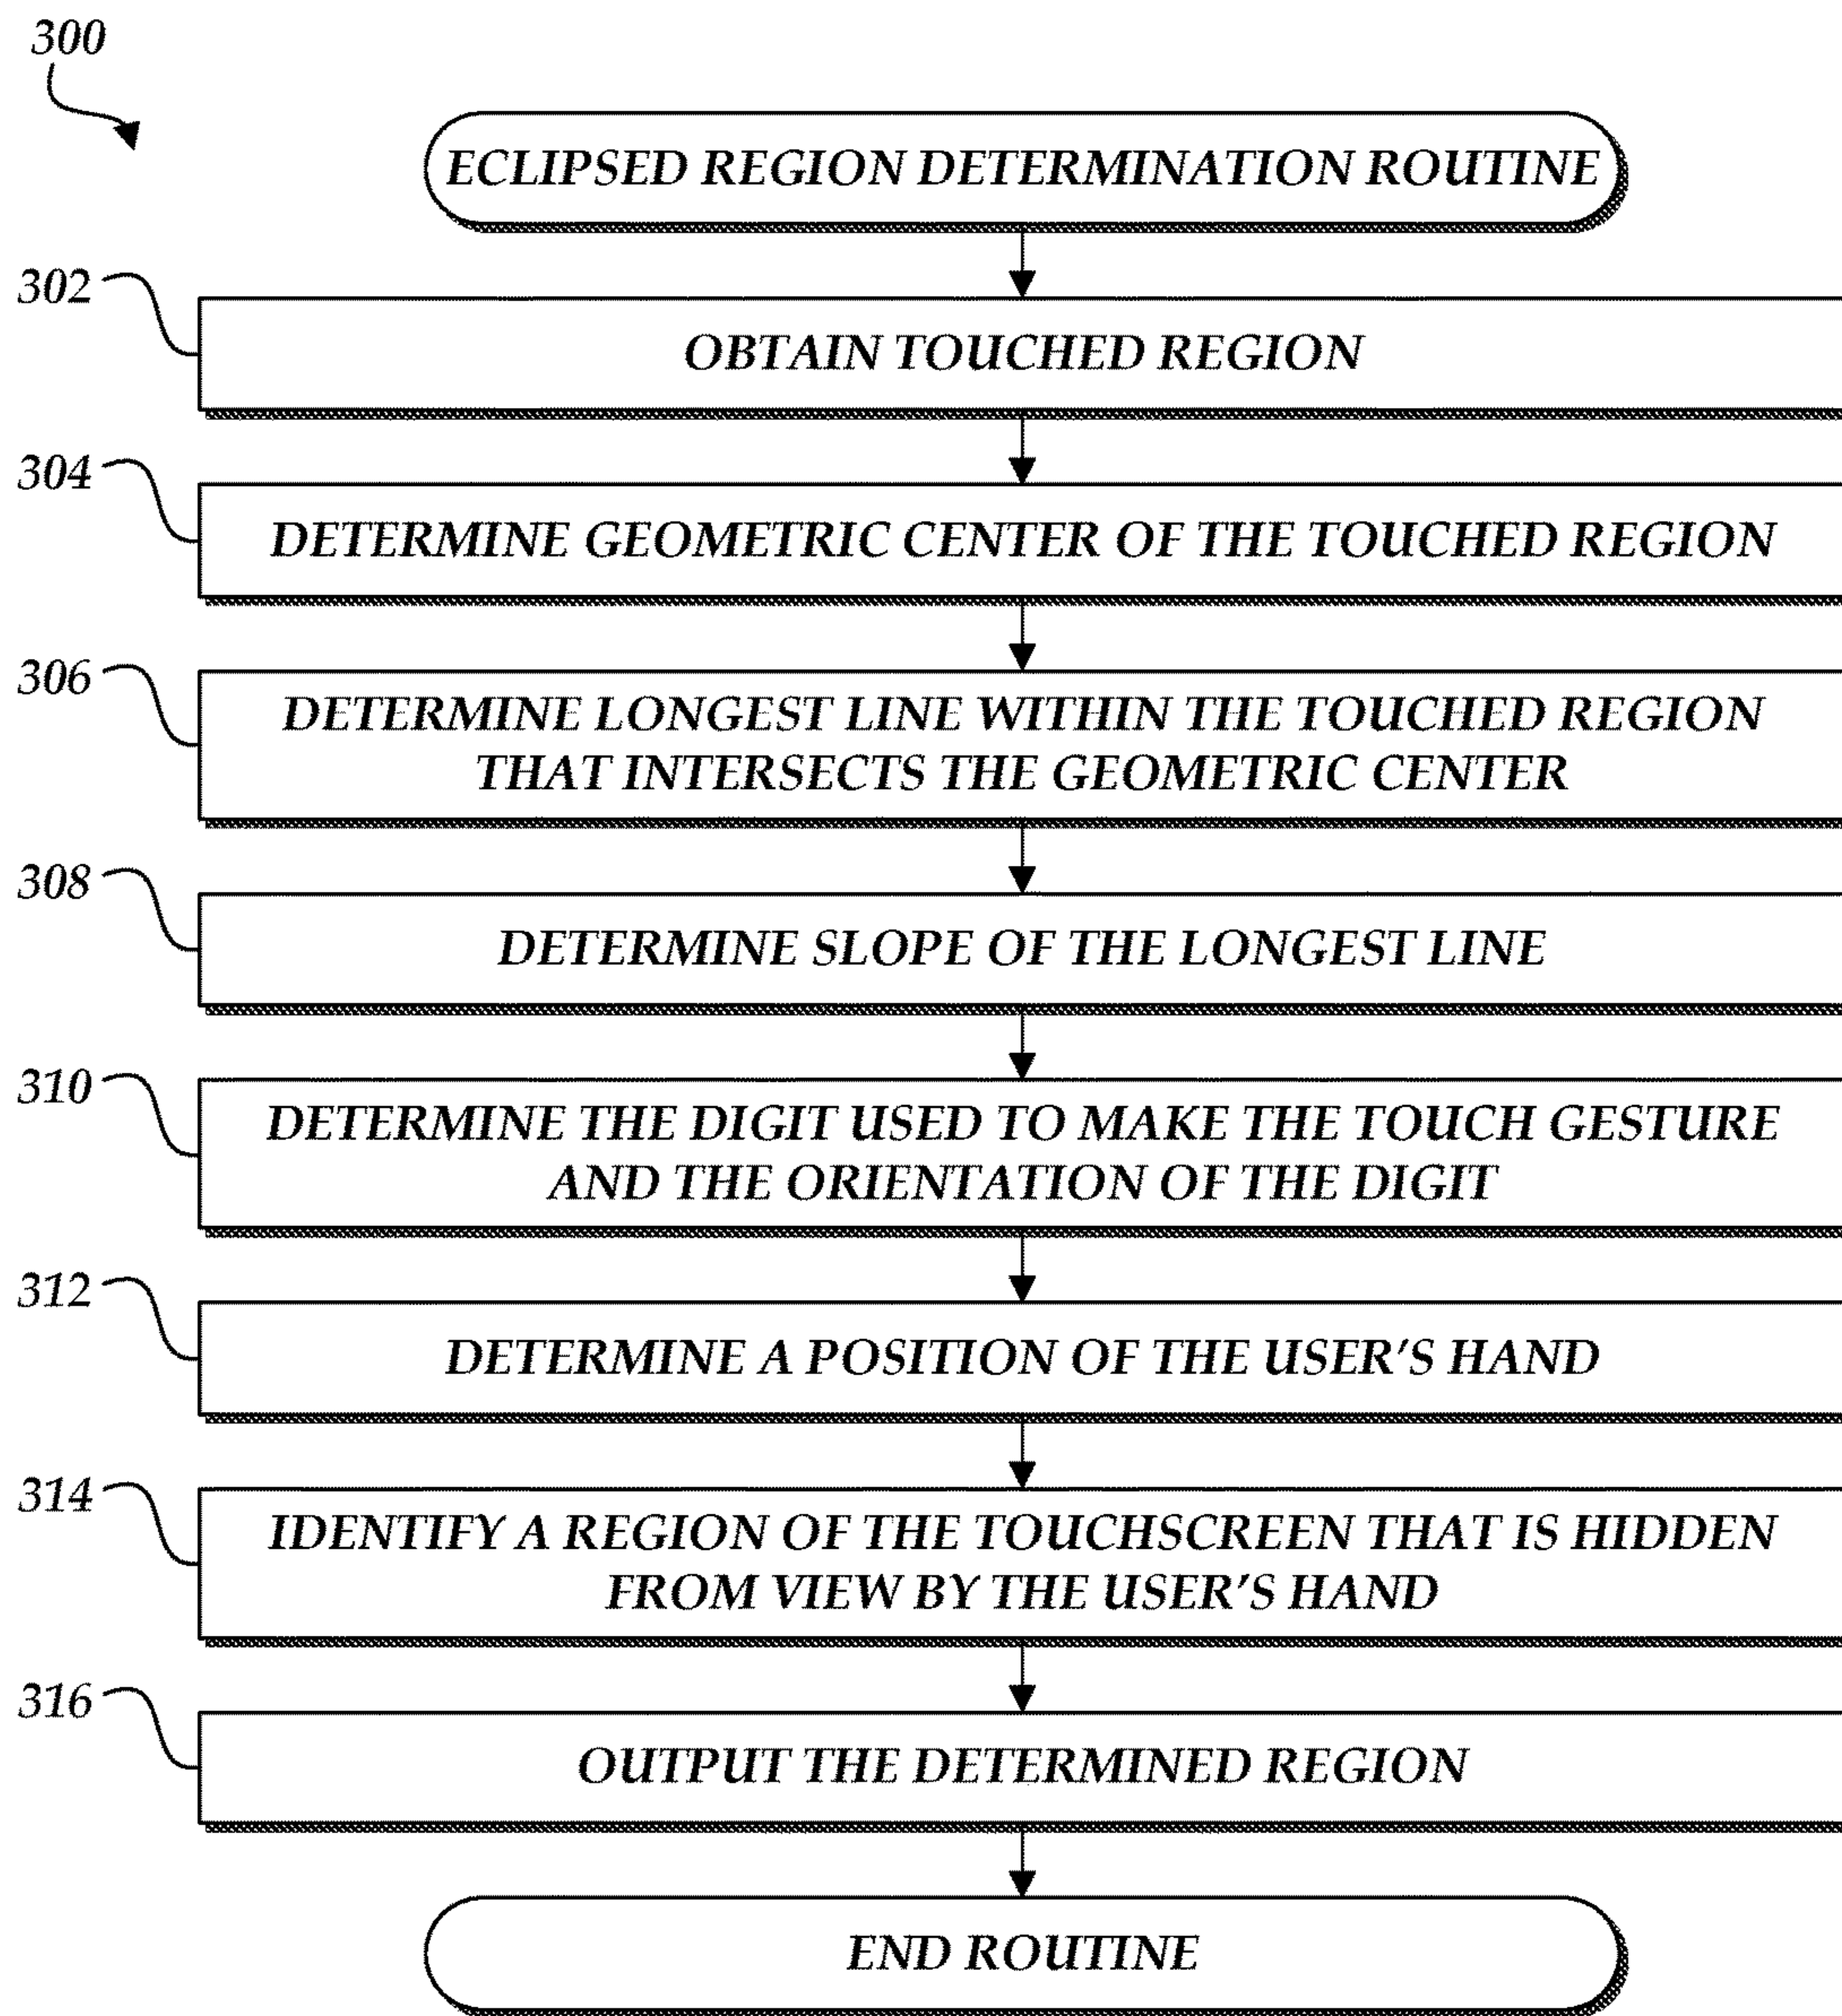 300
ECLIPSED REGION DETERMINATION ROUTINE
302
OBTAIN TOUCHED REGION
304
DETERMINE GEOMETRIC CENTER OF THE TOUCHED REGION
306
DETERMINE LONGEST LINE WITHIN THE TOUCHED REGION
THAT INTERSECTS THE GEOMETRIC CENTER
308
DETERMINE SLOPE OF THE LONGEST LINE
310
DETERMINE THE DIGIT USED TO MAKE THE TOUCH GESTURE
AND THE ORIENTATION OF THE DIGIT
312
DETERMINE A POSITION OF THE USER'S HAND
314
IDENTIFY A REGION OF THE TOUCHSCREEN THAT IS HIDDEN
FROM VIEW BY THE USER'S HAND
316
OUTPUT THE DETERMINED REGION
END ROUTINE